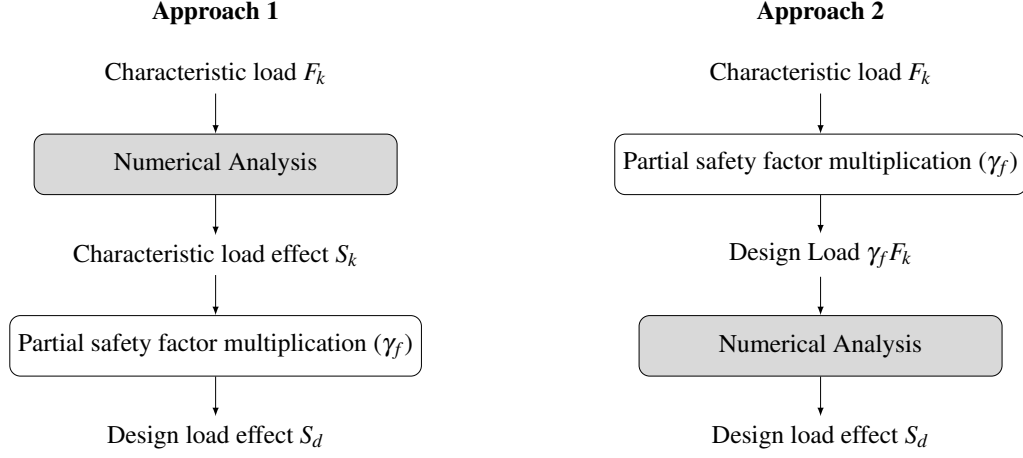 Approach 1
Characteristic load F_k
Numerical Analysis
Characteristic load effect S_k
Partial safety factor multiplication (γ_f)
Design load effect S_d
Approach 2
Characteristic load F_k
Partial safety factor multiplication (γ_f)
Design Load γ_f F_k
Numerical Analysis
Design load effect S_d